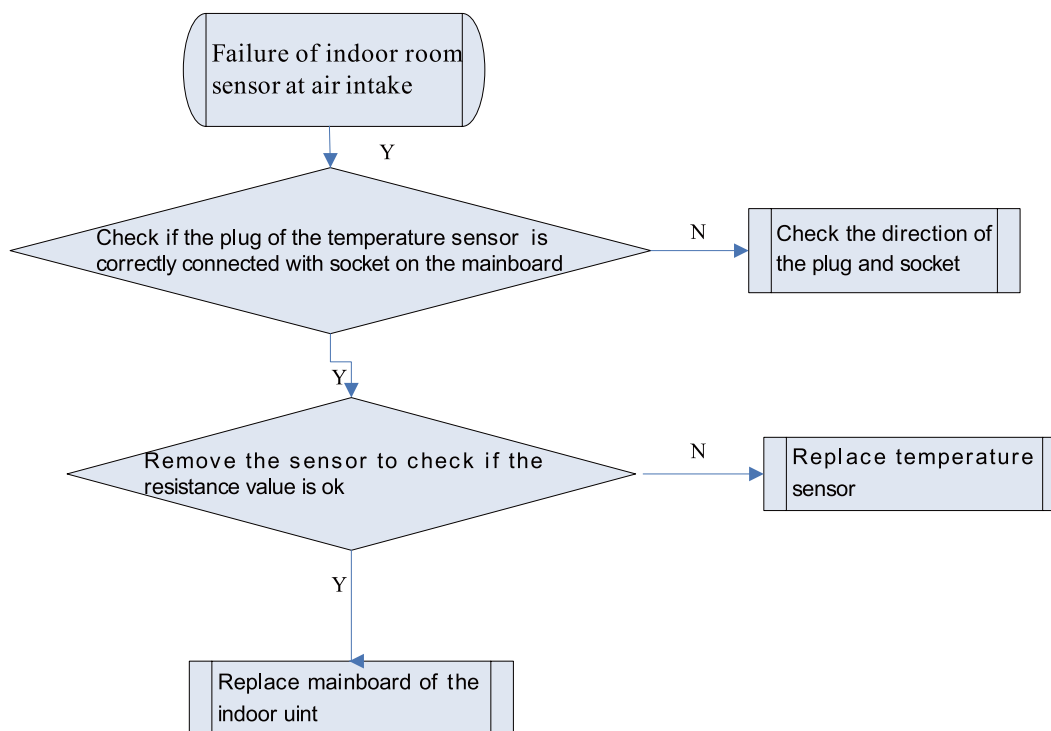 Failure of indoor room
sensor at air intake
Y
Check if the plug of the temperature sensor is
correctly connected with socket on the mainboard
N
Check the direction of
the plug and socket
Y
Remove the sensor to check if the
resistance value is ok
N
Replace temperature
sensor
Y
Replace mainboard of the
indoor uint